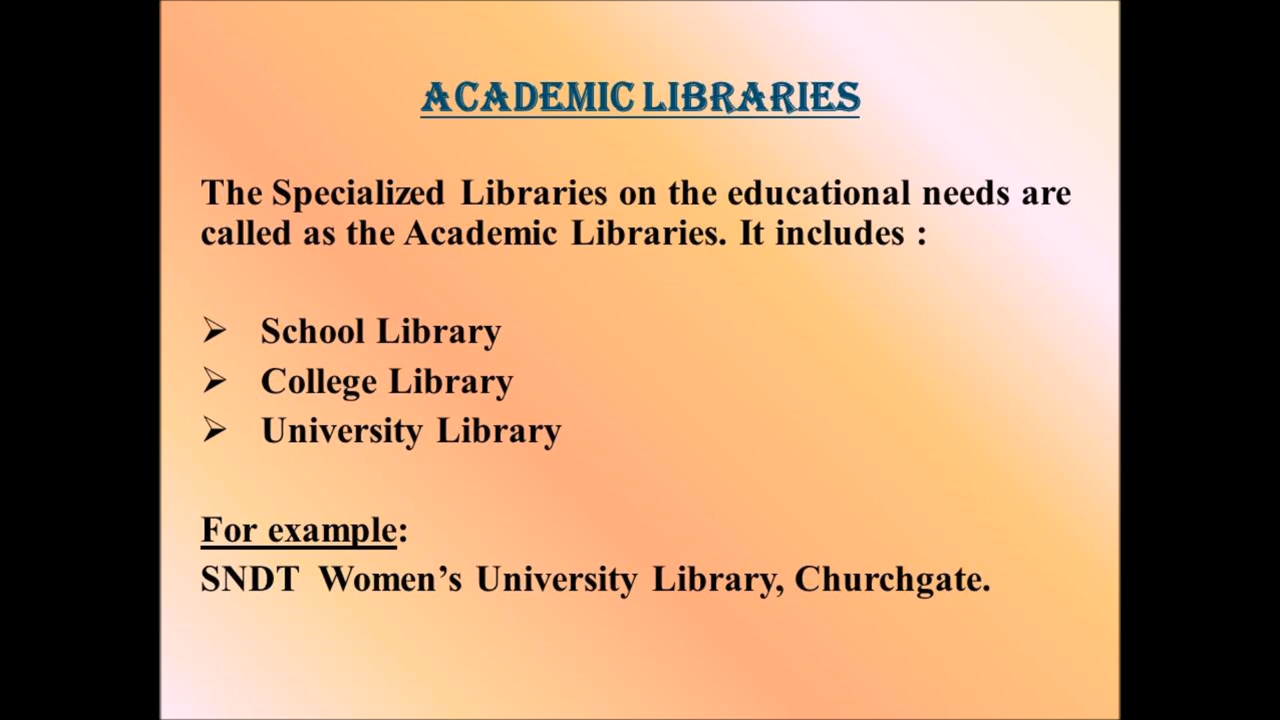 ACADEMIC LIBRARIES
The Specialized Libraries on the educational needs are
called as the Academic Libraries. It includes :
➢ School Library
➢ College Library
➢ University Library
For example:
SNDT Women’s University Library, Churchgate.